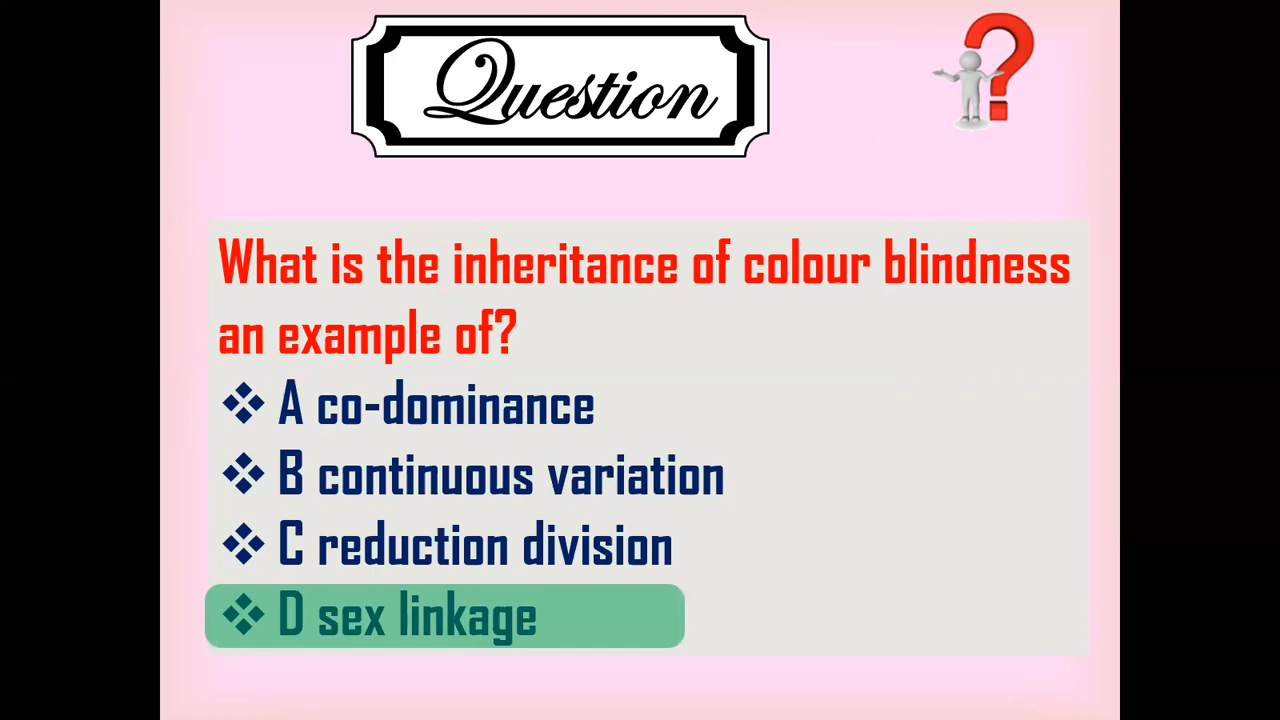 Question
What is the inheritance of colour blindness
an example of?
❖ A co-dominance
❖ B continuous variation
❖ C reduction division
❖ D sex linkage